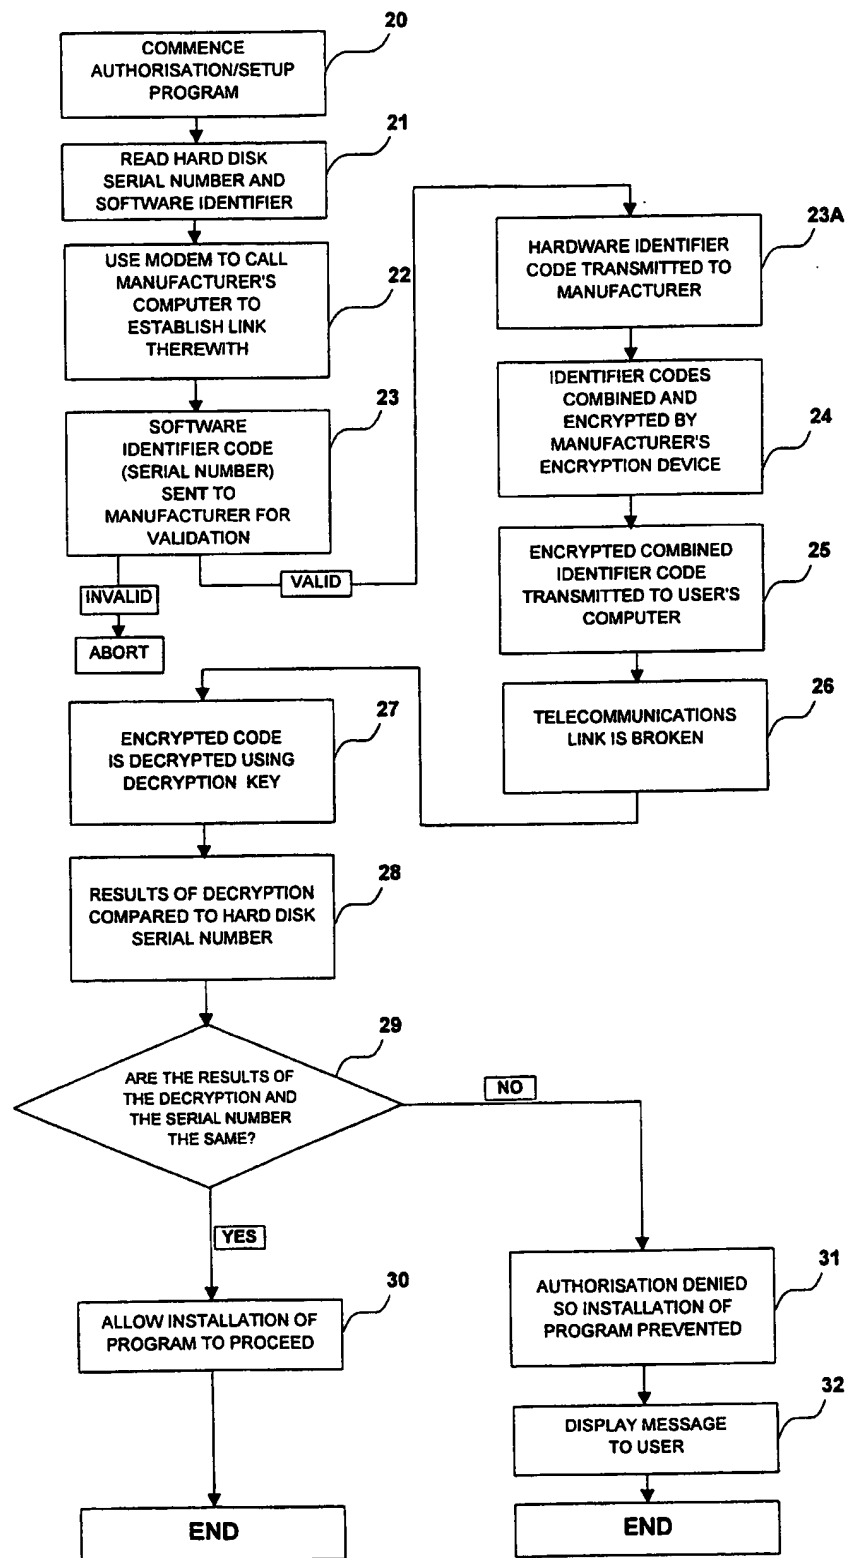 20
COMMENCE
AUTHORISATION/SETUP
PROGRAM
21
READ HARD DISK
SERIAL NUMBER AND
SOFTWARE IDENTIFIER
22
USE MODEM TO CALL
MANUFACTURER'S
COMPUTER TO
ESTABLISH LINK
THEREWITH
23
SOFTWARE
IDENTIFIER CODE
(SERIAL NUMBER)
SENT TO
MANUFACTURER FOR
VALIDATION
INVALID
VALID
ABORT
23A
HARDWARE IDENTIFIER
CODE TRANSMITTED TO
MANUFACTURER
24
IDENTIFIER CODES
COMBINED AND
ENCRYPTED BY
MANUFACTURER'S
ENCRYPTION DEVICE
25
ENCRYPTED COMBINED
IDENTIFIER CODE
TRANSMITTED TO USER'S
COMPUTER
26
TELECOMMUNICATIONS
LINK IS BROKEN
27
ENCRYPTED CODE
IS DECRYPTED USING
DECRYPTION KEY
28
RESULTS OF DECRYPTION
COMPARED TO HARD DISK
SERIAL NUMBER
29
ARE THE RESULTS OF
THE DECRYPTION AND
THE SERIAL NUMBER
THE SAME?
NO
YES
30
ALLOW INSTALLATION OF
PROGRAM TO PROCEED
END
31
AUTHORISATION DENIED
SO INSTALLATION OF
PROGRAM PREVENTED
32
DISPLAY MESSAGE
TO USER
END